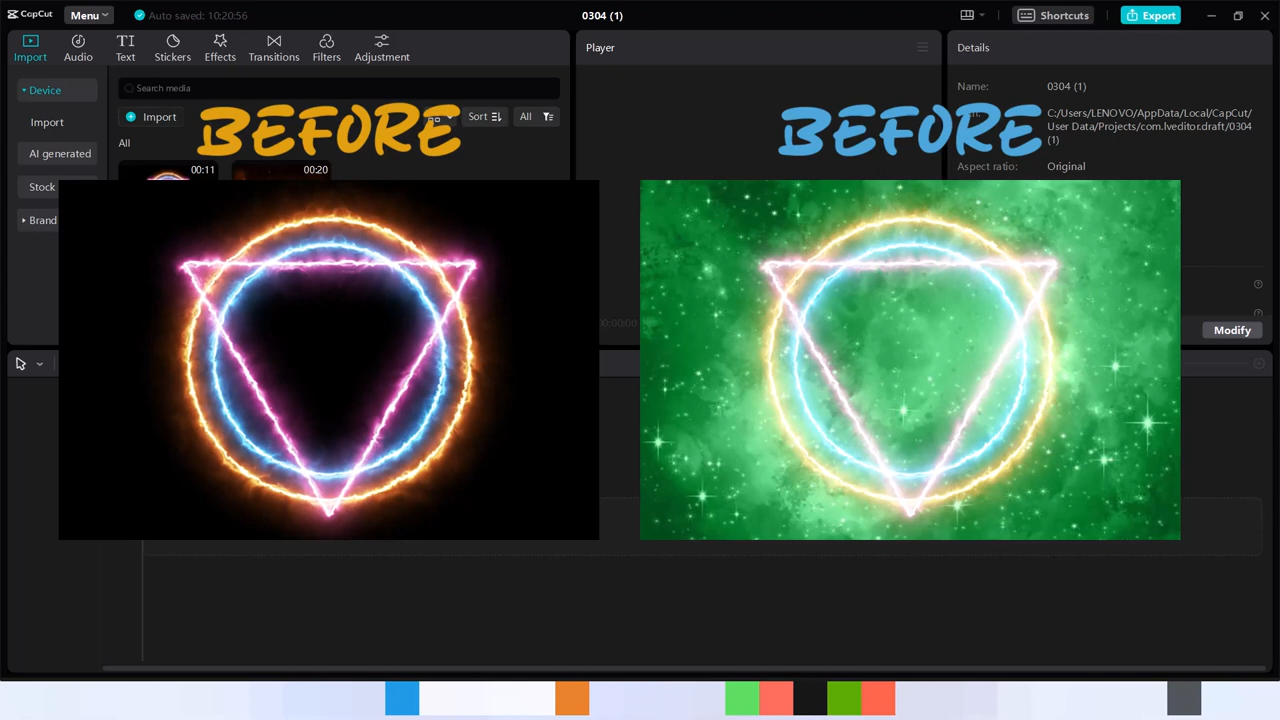 CapCut
Menu
Auto saved: 10:20:56
0304 (1)
Shortcuts
Export
Import
Audio
Text
Stickers
Effects
Transitions
Filters
Adjustment
Player
Details
Device
Import
AI generated
Stock
Brand
Search media
Import
Sort
All
All
00:11
00:20
BEFORE
BEFORE
Name:
0304 (1)
C:/Users/LENOVO/AppData/Local/CapCut/
User Data/Projects/com.lveditor.draft/0304
(1)
Aspect ratio:
Original
Modify